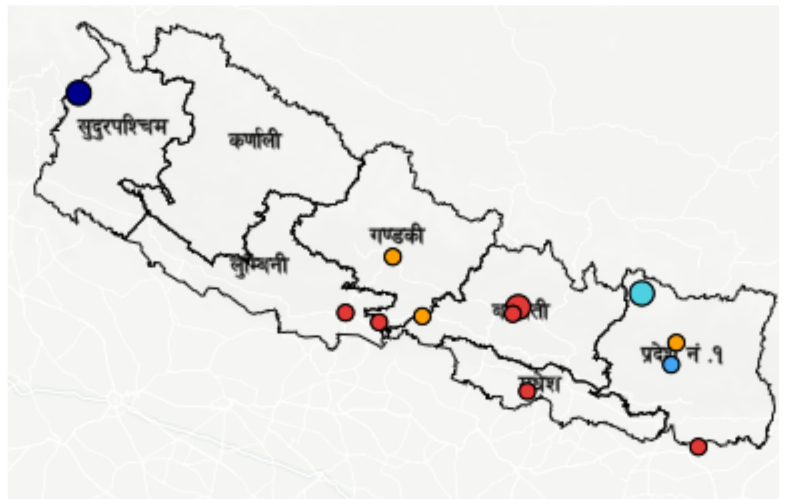 सुदुरपश्चिम
कर्णाली
गण्डकी
लुम्बिनी
प्रदेश नं .१